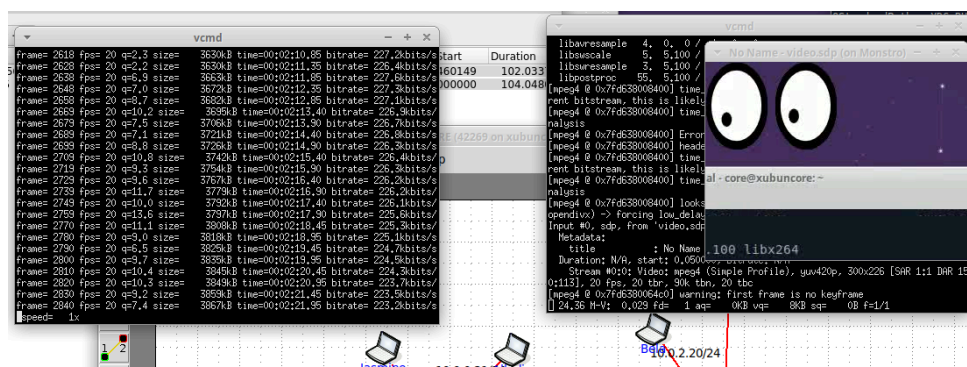 vcmd
frame= 2618 fps= 20 q=2.3 size= 3630kB time=00:02:10.85 bitrate= 227.2kbits/s
frame= 2628 fps= 20 q=2.2 size= 3638kB time=00:02:11.35 bitrate= 226.4kbits/s
frame= 2638 fps= 20 q=6.9 size= 3663kB time=00:02:11.85 bitrate= 227.6kbits/s
frame= 2648 fps= 20 q=7.0 size= 3672kB time=00:02:12.35 bitrate= 227.3kbits/s
frame= 2658 fps= 20 q=8.7 size= 3682kB time=00:02:12.85 bitrate= 227.1kbits/s
frame= 2669 fps= 20 q=10.2 size= 3695kB time=00:02:13.40 bitrate= 226.9kbits/
frame= 2679 fps= 20 q=7.5 size= 3706kB time=00:02:13.90 bitrate= 226.7kbits/s
frame= 2689 fps= 20 q=7.1 size= 3721kB time=00:02:14.40 bitrate= 226.8kbits/s
frame= 2699 fps= 20 q=8.8 size= 3726kB time=00:02:14.90 bitrate= 226.3kbits/s
frame= 2709 fps= 20 q=10.8 size= 3742kB time=00:02:15.40 bitrate= 226.4kbits/
frame= 2719 fps= 20 q=9.3 size= 3754kB time=00:02:15.90 bitrate= 226.3kbits/s
frame= 2729 fps= 20 q=9.6 size= 3767kB time=00:02:16.40 bitrate= 226.2kbits/s
frame= 2739 fps= 20 q=11.7 size= 3779kB time=00:02:16.90 bitrate= 226.2kbits/
frame= 2749 fps= 20 q=10.0 size= 3792kB time=00:02:17.40 bitrate= 226.1kbits/
frame= 2759 fps= 20 q=13.6 size= 3797kB time=00:02:17.90 bitrate= 225.6kbits/
frame= 2770 fps= 20 q=11.1 size= 3808kB time=00:02:18.45 bitrate= 225.3kbits/
frame= 2780 fps= 20 q=9.0 size= 3818kB time=00:02:18.95 bitrate= 225.1kbits/s
frame= 2790 fps= 20 q=6.5 size= 3825kB time=00:02:19.45 bitrate= 224.7kbits/s
frame= 2800 fps= 20 q=9.7 size= 3835kB time=00:02:19.95 bitrate= 224.5kbits/s
frame= 2810 fps= 20 q=10.4 size= 3845kB time=00:02:20.45 bitrate= 224.3kbits/
frame= 2820 fps= 20 q=10.3 size= 3849kB time=00:02:20.95 bitrate= 223.7kbits/
frame= 2830 fps= 20 q=9.2 size= 3859kB time=00:02:21.45 bitrate= 223.5kbits/s
frame= 2840 fps= 20 q=7.4 size= 3867kB time=00:02:21.95 bitrate= 223.2kbits/s
speed= 1x
Start Duration
460149 102.033
000000 104.048
RE (42269 on xubunc
vcmd
libavresample 4. 0. 0 /
libswscale 5. 5.100 /
libswresample 3. 5.100 /
libpostproc 55. 5.100 /
[mpeg4 @ 0x7fd638008400] time_
rent bitstream, this is likely
[mpeg4 @ 0x7fd638008400] time_
nalysis
[mpeg4 @ 0x7fd638008400] Error
[mpeg4 @ 0x7fd638008400] heade
[mpeg4 @ 0x7fd638008400] time_
rent bitstream, this is likely
[mpeg4 @ 0x7fd638008400] time_
nalysis
[mpeg4 @ 0x7fd638008400] looks
opendivx) -> forcing low_delay
Input #0, sdp, from 'video.sdp
Metadata:
title : No Name
Duration: N/A, start: 0.05000
Stream #0:0: Video: mpeg4 (Simple Profile), yuv420p, 300x226 [SAR 1:1 DAR 15
0:113], 20 fps, 20 tbr, 90k tbn, 20 tbc
[mpeg4 @ 0x7fd6380064c0] warning: first frame is no keyframe
24.36 M-V: 0.029 fd= 1 aq= 0KB vq= 8KB sq= 0B f=1/1
No Name - video.sdp (on Monstro)
al - core@xubuncore: ~
.100 libx264
1 2
Jasmine
Bela
10.0.2.20/24